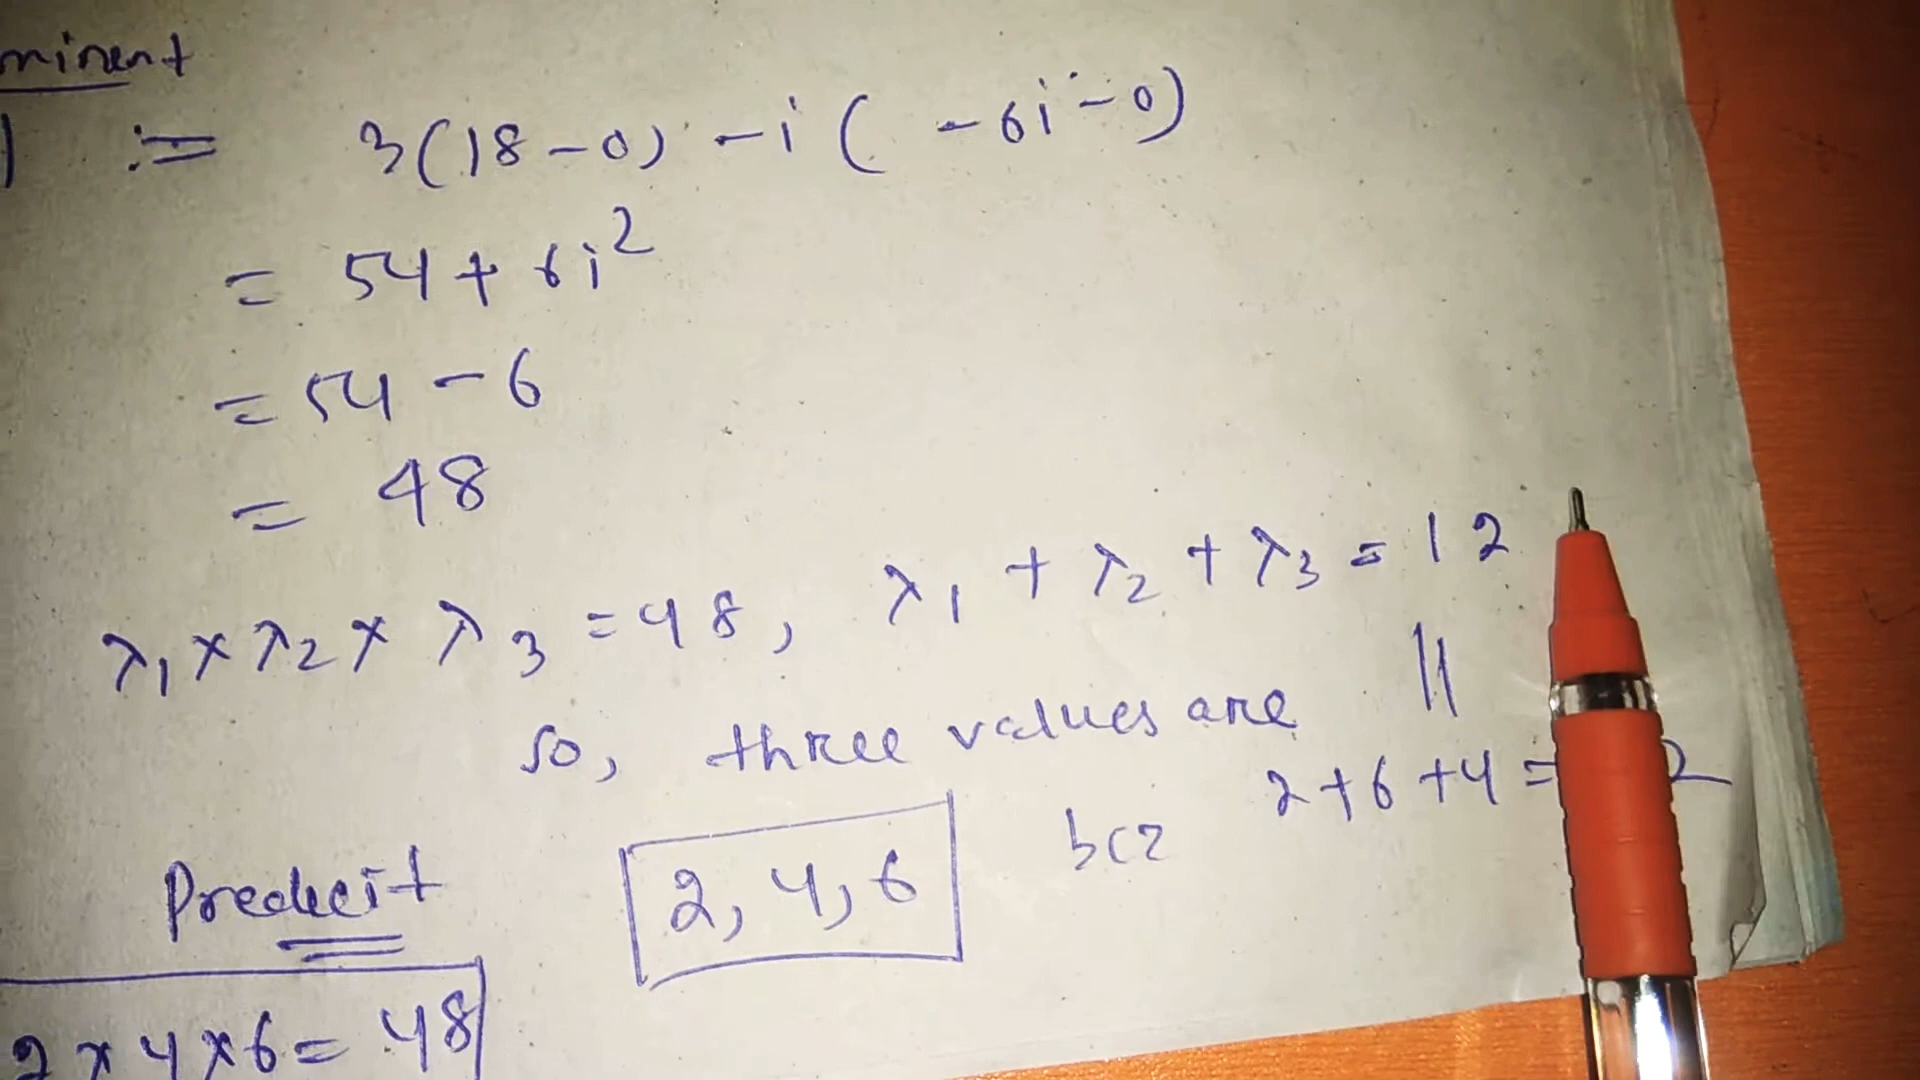 minent
| := 3(18-0) -i(-6i-0)
= 54+6i²
= 54-6
= 48
λ₁×λ₂×λ₃=48, λ₁+λ₂+λ₃=12
||
so, three values are
2+6+4= 2
bcz
2,4,6
2×4×6=48